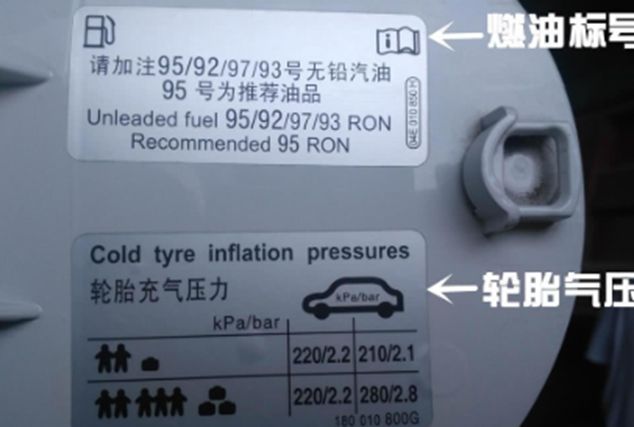 燃油标号
请加注95/92/97/93号无铅汽油
95 号为推荐油品
Unleaded fuel 95/92/97/93 RON
Recommended 95 RON
04E 010 850 H
Cold tyre inflation pressures
轮胎充气压力
kPa/bar
轮胎气压
kPa/bar
220/2.2 210/2.1
220/2.2 280/2.8
180 010 800G